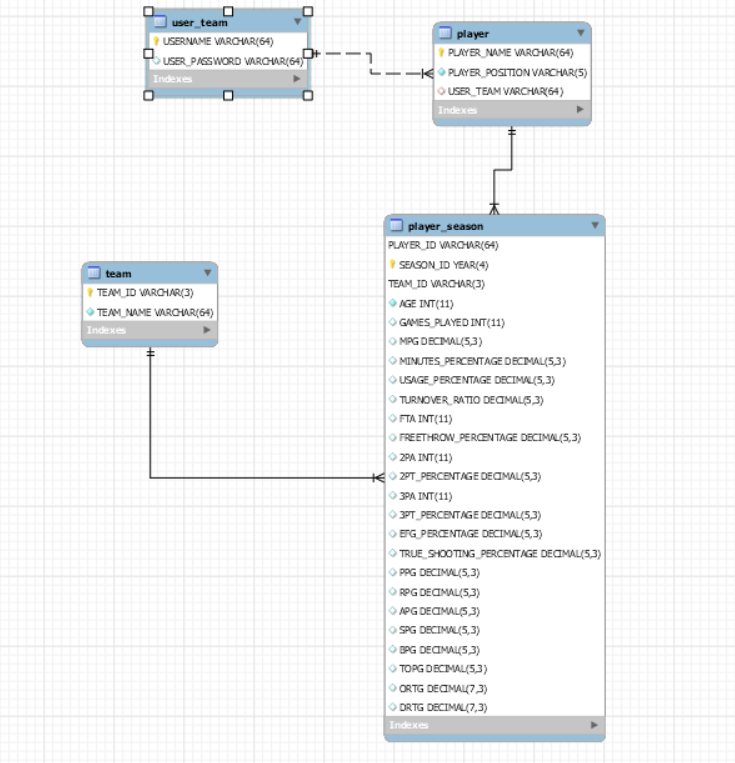 user_team
USERNAME VARCHAR(64)
USER_PASSWORD VARCHAR(64)
Indexes
player
PLAYER_NAME VARCHAR(64)
PLAYER_POSITION VARCHAR(5)
USER_TEAM VARCHAR(64)
Indexes
team
TEAM_ID VARCHAR(3)
TEAM_NAME VARCHAR(64)
Indexes
player_season
PLAYER_ID VARCHAR(64)
SEASON_ID YEAR(4)
TEAM_ID VARCHAR(3)
AGE INT(11)
GAMES_PLAYED INT(11)
MPG DECIMAL(5,3)
MINUTES_PERCENTAGE DECIMAL(5,3)
USAGE_PERCENTAGE DECIMAL(5,3)
TURNOVER_RATIO DECIMAL(5,3)
FTA INT(11)
FREETHROW_PERCENTAGE DECIMAL(5,3)
2PA INT(11)
2PT_PERCENTAGE DECIMAL(5,3)
3PA INT(11)
3PT_PERCENTAGE DECIMAL(5,3)
EFG_PERCENTAGE DECIMAL(5,3)
TRUE_SHOOTING_PERCENTAGE DECIMAL(5,3)
PPG DECIMAL(5,3)
RPG DECIMAL(5,3)
APG DECIMAL(5,3)
SPG DECIMAL(5,3)
BPG DECIMAL(5,3)
TOPG DECIMAL(5,3)
ORTG DECIMAL(7,3)
DRTG DECIMAL(7,3)
Indexes